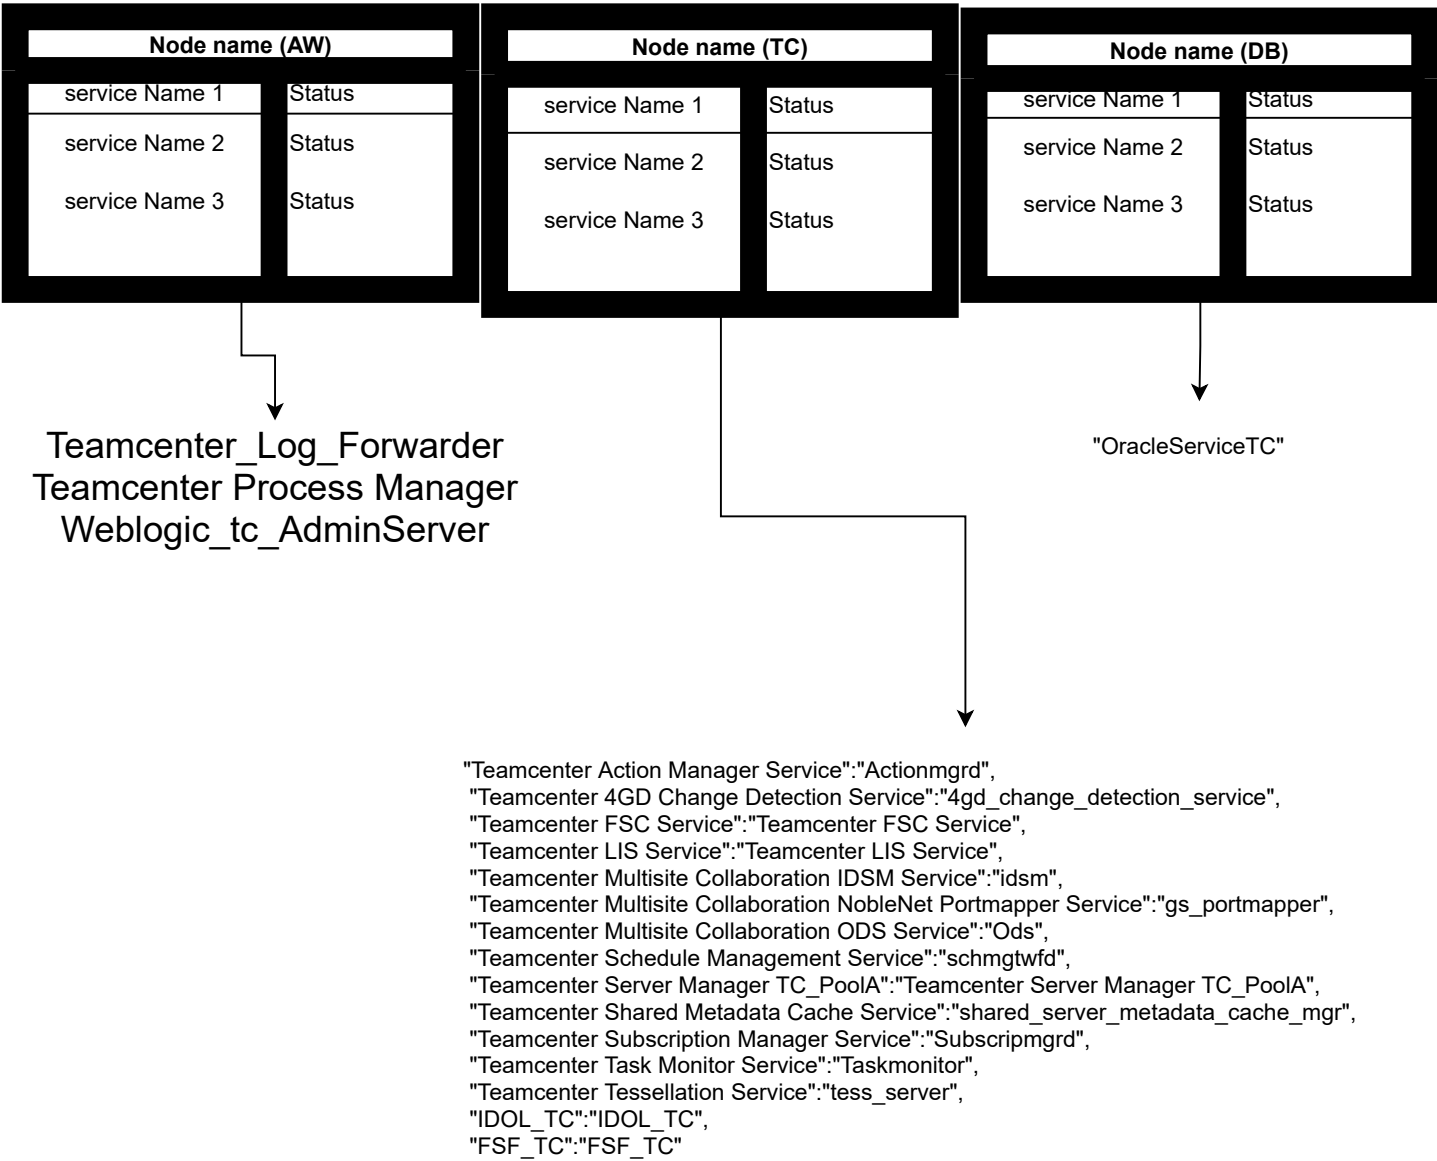 Node name (AW)
service Name 1 Status
service Name 2 Status
service Name 3 Status
Node name (TC)
service Name 1 Status
service Name 2 Status
service Name 3 Status
Node name (DB)
service Name 1 Status
service Name 2 Status
service Name 3 Status
Teamcenter_Log_Forwarder
Teamcenter Process Manager
Weblogic_tc_AdminServer
"OracleServiceTC"
"Teamcenter Action Manager Service":"Actionmgrd",
"Teamcenter 4GD Change Detection Service":"4gd_change_detection_service",
"Teamcenter FSC Service":"Teamcenter FSC Service",
"Teamcenter LIS Service":"Teamcenter LIS Service",
"Teamcenter Multisite Collaboration IDSM Service":"idsm",
"Teamcenter Multisite Collaboration NobleNet Portmapper Service":"gs_portmapper",
"Teamcenter Multisite Collaboration ODS Service":"Ods",
"Teamcenter Schedule Management Service":"schmgtwfd",
"Teamcenter Server Manager TC_PoolA":"Teamcenter Server Manager TC_PoolA",
"Teamcenter Shared Metadata Cache Service":"shared_server_metadata_cache_mgr",
"Teamcenter Subscription Manager Service":"Subscripmgrd",
"Teamcenter Task Monitor Service":"Taskmonitor",
"Teamcenter Tessellation Service":"tess_server",
"IDOL_TC":"IDOL_TC",
"FSF_TC":"FSF_TC"